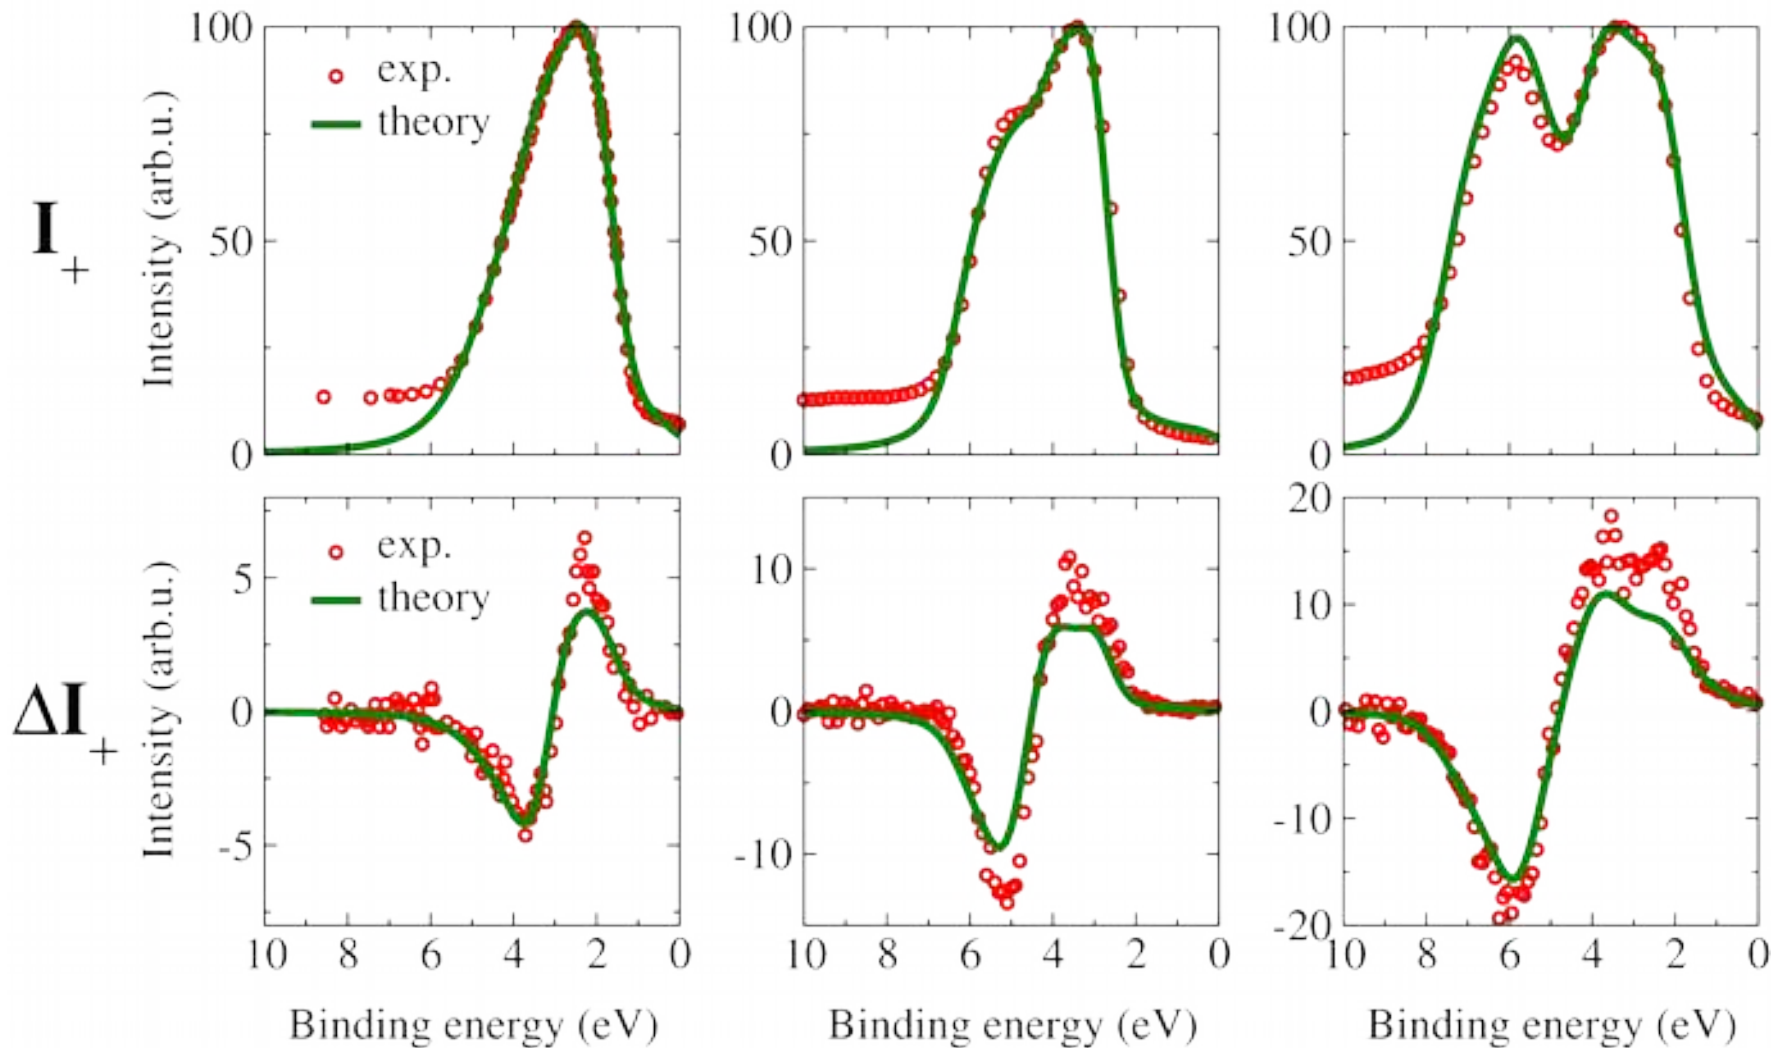 I+
Intensity (arb.u.)
100
50
0
exp.
theory
100
50
0
100
50
0
ΔI+
Intensity (arb.u.)
5
0
-5
exp.
theory
10
0
-10
20
10
0
-10
-20
10 8 6 4 2 0
10 8 6 4 2 0
10 8 6 4 2 0
Binding energy (eV)
Binding energy (eV)
Binding energy (eV)